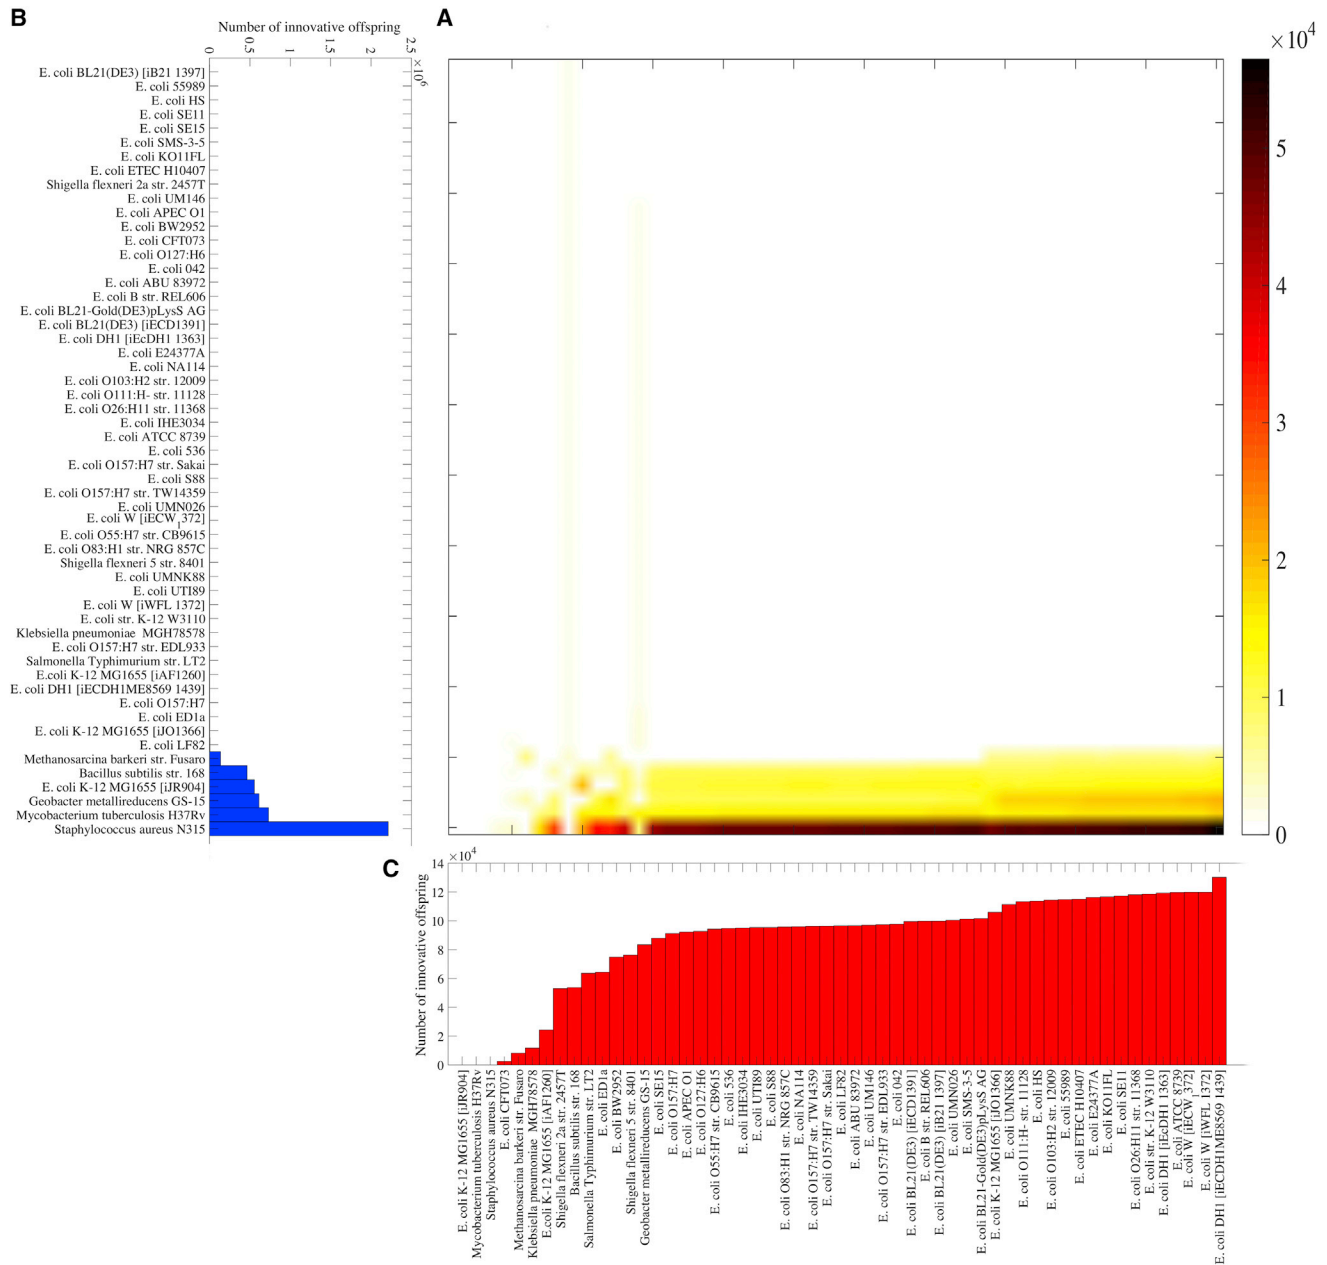 B
A
Number of innovative offspring
0
0.5
1
1.5
2
2.5
×10⁶
E. coli BL21(DE3) [iB21 1397]
E. coli 55989
E. coli HS
E. coli SE11
E. coli SE15
E. coli SMS-3-5
E. coli KO11FL
E. coli ETEC H10407
Shigella flexneri 2a str. 2457T
E. coli UM146
E. coli APEC O1
E. coli BW2952
E. coli CFT073
E. coli O127:H6
E. coli 042
E. coli ABU 83972
E. coli B str. REL606
E. coli BL21-Gold(DE3)pLysS AG
E. coli BL21(DE3) [iECD1391]
E. coli DH1 [iEcDH1 1363]
E. coli E24377A
E. coli NA114
E. coli O103:H2 str. 12009
E. coli O111:H- str. 11128
E. coli O26:H11 str. 11368
E. coli IHE3034
E. coli ATCC 8739
E. coli 536
E. coli O157:H7 str. Sakai
E. coli S88
E. coli O157:H7 str. TW14359
E. coli UMN026
E. coli W [iECW₁372]
E. coli O55:H7 str. CB9615
E. coli O83:H1 str. NRG 857C
Shigella flexneri 5 str. 8401
E. coli UMNK88
E. coli UTI89
E. coli W [iWFL 1372]
E. coli str. K-12 W3110
Klebsiella pneumoniae MGH78578
E. coli O157:H7 str. EDL933
Salmonella Typhimurium str. LT2
E.coli K-12 MG1655 [iAF1260]
E. coli DH1 [iECDH1ME8569 1439]
E. coli O157:H7
E. coli ED1a
E. coli K-12 MG1655 [iJO1366]
E. coli LF82
Methanosarcina barkeri str. Fusaro
Bacillus subtilis str. 168
E. coli K-12 MG1655 [iJR904]
Geobacter metallireducens GS-15
Mycobacterium tuberculosis H37Rv
Staphylococcus aureus N315
×10⁴
5
4
3
2
1
0
C
×10⁴
Number of innovative offspring
14
12
10
8
6
4
2
0
E. coli K-12 MG1655 [iJR904]
Mycobacterium tuberculosis H37Rv
Staphylococcus aureus N315
E. coli CFT073
Methanosarcina barkeri str. Fusaro
Klebsiella pneumoniae MGH78578
E.coli K-12 MG1655 [iAF1260]
Shigella flexneri 2a str. 2457T
Bacillus subtilis str. 168
Salmonella Typhimurium str. LT2
E. coli ED1a
E. coli BW2952
Shigella flexneri 5 str. 8401
Geobacter metallireducens GS-15
E. coli SE15
E. coli O157:H7
E. coli APEC O1
E. coli O127:H6
E. coli O55:H7 str. CB9615
E. coli 536
E. coli IHE3034
E. coli UTI89
E. coli S88
E. coli O83:H1 str. NRG 857C
E. coli NA114
E. coli O157:H7 str. TW14359
E. coli O157:H7 str. Sakai
E. coli LF82
E. coli ABU 83972
E. coli UM146
E. coli O157:H7 str. EDL933
E. coli 042
E. coli BL21(DE3) [iECD1391]
E. coli B str. REL606
E. coli BL21(DE3) [iB21 1397]
E. coli UMN026
E. coli SMS-3-5
E. coli BL21-Gold(DE3)pLysS AG
E. coli K-12 MG1655 [iJO1366]
E. coli UMNK88
E. coli O111:H- str. 11128
E. coli HS
E. coli O103:H2 str. 12009
E. coli 55989
E. coli ETEC H10407
E. coli E24377A
E. coli KO11FL
E. coli SE11
E. coli O26:H11 str. 11368
E. coli str. K-12 W3110
E. coli DH1 [iEcDH1 1363]
E. coli ATCC 8739
E. coli W [iECW₁372]
E. coli W [iWFL 1372]
E. coli DH1 [iECDH1ME8569 1439]